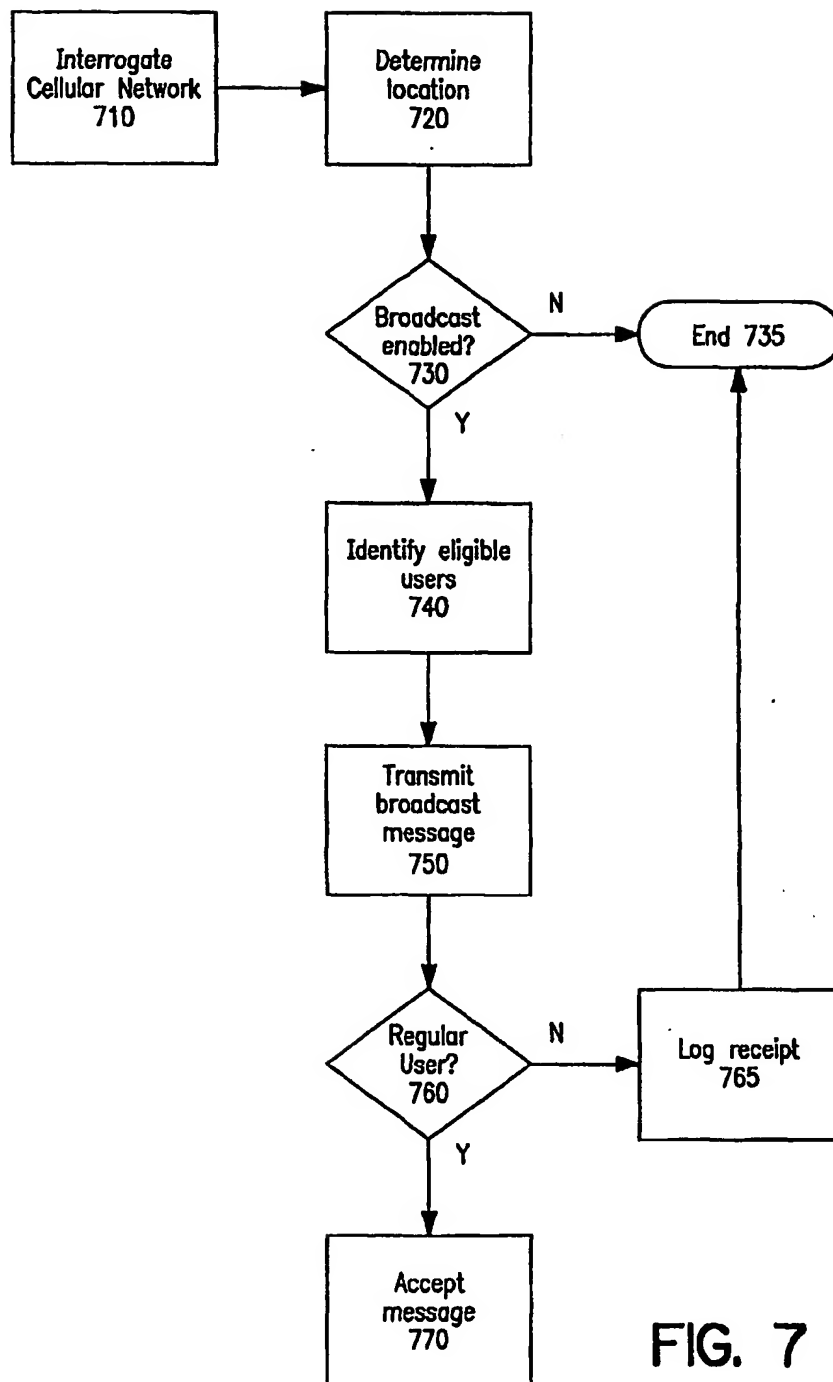 Interrogate
Cellular Network
710
Determine
location
720
Broadcast
enabled?
730
N
End 735
Y
Identify eligible
users
740
Transmit
broadcast
message
750
Regular
User?
760
N
Log receipt
765
Y
Accept
message
770
FIG. 7